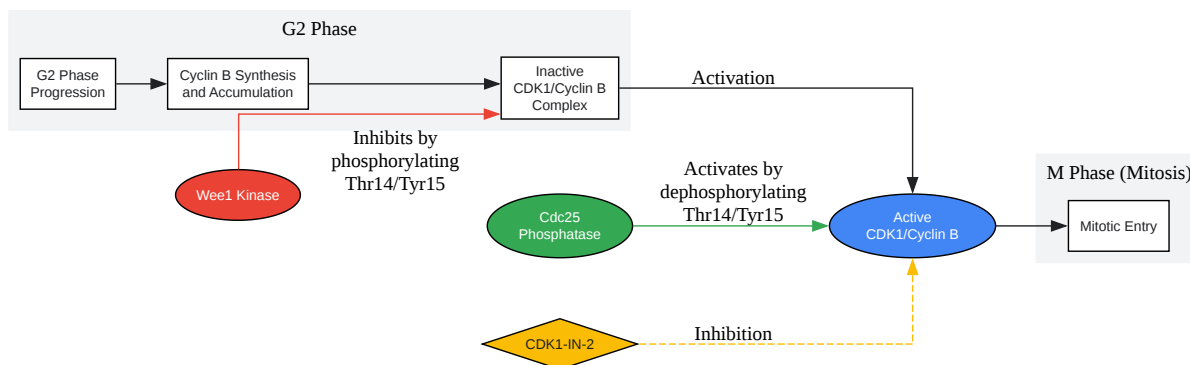 G2 Phase
G2 Phase
Progression
Cyclin B Synthesis
and Accumulation
Inactive
CDK1/Cyclin B
Complex
Activation
Inhibits by
phosphorylating
Thr14/Tyr15
Wee1 Kinase
Cdc25
Phosphatase
Activates by
dephosphorylating
Thr14/Tyr15
Active
CDK1/Cyclin B
M Phase (Mitosis)
Mitotic Entry
CDK1-IN-2
Inhibition